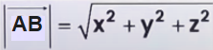 |AB| = √x² + y² + z²